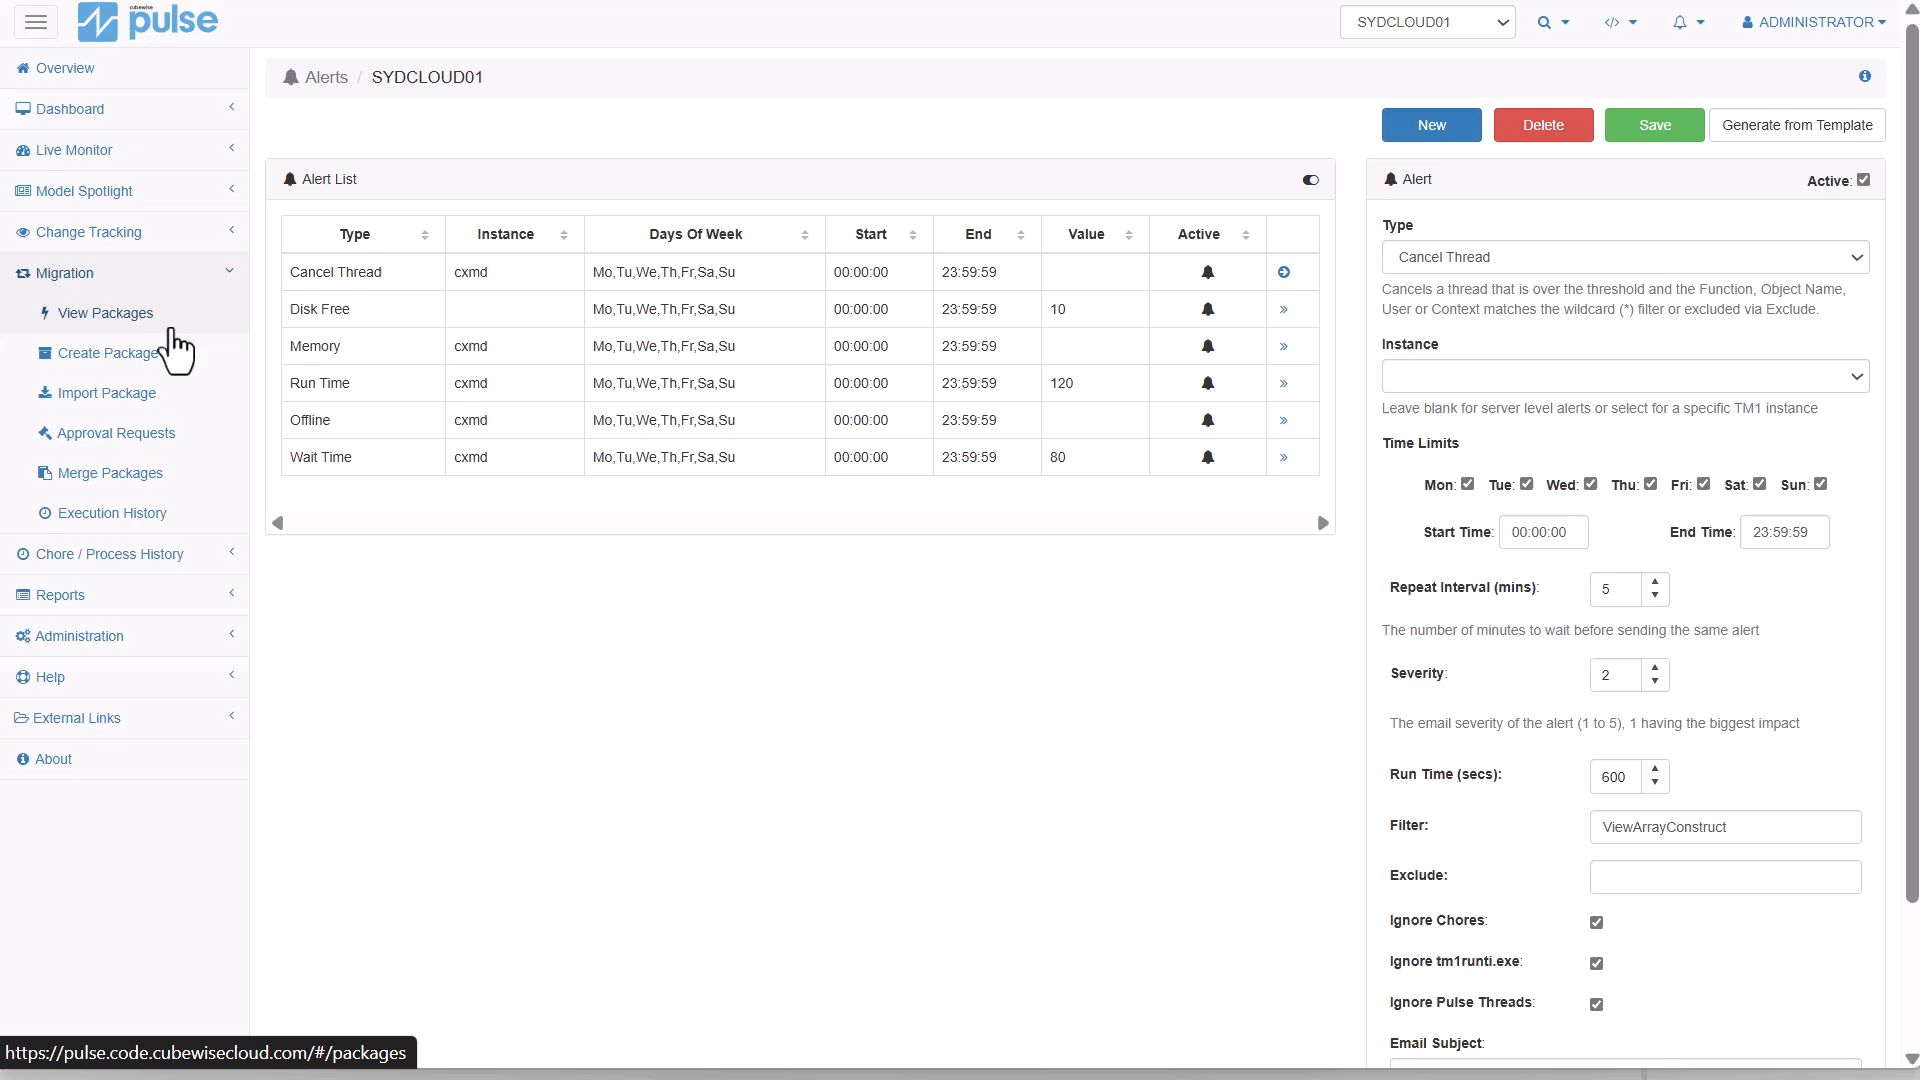 cubewise
pulse
SYDCLOUD01
</>
ADMINISTRATOR
Overview
Dashboard
Live Monitor
Model Spotlight
Change Tracking
Migration
View Packages
Create Package
Import Package
Approval Requests
Merge Packages
Execution History
Chore / Process History
Reports
Administration
Help
External Links
About
Alerts / SYDCLOUD01
New
Delete
Save
Generate from Template
Alert List
Type Instance Days Of Week Start End Value Active
Cancel Thread cxmd Mo,Tu,We,Th,Fr,Sa,Su 00:00:00 23:59:59
Disk Free Mo,Tu,We,Th,Fr,Sa,Su 00:00:00 23:59:59 10 »
Memory cxmd Mo,Tu,We,Th,Fr,Sa,Su 00:00:00 23:59:59 »
Run Time cxmd Mo,Tu,We,Th,Fr,Sa,Su 00:00:00 23:59:59 120 »
Offline cxmd Mo,Tu,We,Th,Fr,Sa,Su 00:00:00 23:59:59 »
Wait Time cxmd Mo,Tu,We,Th,Fr,Sa,Su 00:00:00 23:59:59 80 »
Alert
Active:
Type
Cancel Thread
Cancels a thread that is over the threshold and the Function, Object Name,
User or Context matches the wildcard (*) filter or excluded via Exclude.
Instance
Leave blank for server level alerts or select for a specific TM1 instance
Time Limits
Mon: Tue: Wed: Thu: Fri: Sat: Sun:
Start Time: 00:00:00 End Time: 23:59:59
Repeat Interval (mins): 5
The number of minutes to wait before sending the same alert
Severity: 2
The email severity of the alert (1 to 5), 1 having the biggest impact
Run Time (secs): 600
Filter: ViewArrayConstruct
Exclude:
Ignore Chores:
Ignore tm1runti.exe:
Ignore Pulse Threads:
Email Subject:
https://pulse.code.cubewisecloud.com/#/packages